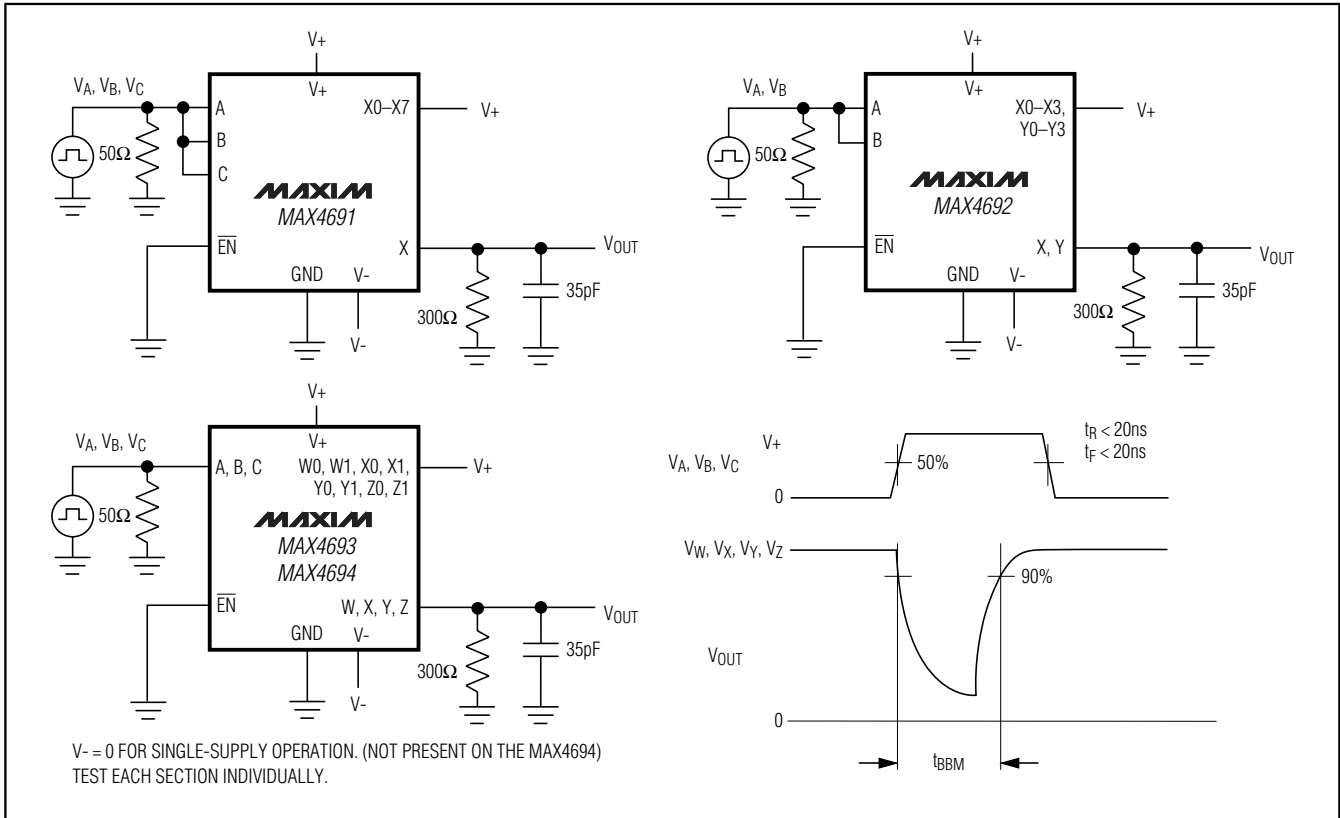 V+
V+
VA, VB, VC
A
B
C
X0–X7
V+
50Ω
MAXIM
MAX4691
EN
X
VOUT
GND
V-
300Ω
35pF
V-
V+
V+
VA, VB
A
B
X0–X3,
Y0–Y3
V+
50Ω
MAXIM
MAX4692
EN
X, Y
VOUT
GND
V-
300Ω
35pF
V-
V+
V+
VA, VB, VC
A, B, C
W0, W1, X0, X1,
Y0, Y1, Z0, Z1
V+
50Ω
MAXIM
MAX4693
MAX4694
EN
W, X, Y, Z
VOUT
GND
V-
300Ω
35pF
V-
V+
VA, VB, VC
50%
tR < 20ns
tF < 20ns
0
VW, VX, VY, VZ
90%
VOUT
0
tBBM
V- = 0 FOR SINGLE-SUPPLY OPERATION. (NOT PRESENT ON THE MAX4694)
TEST EACH SECTION INDIVIDUALLY.